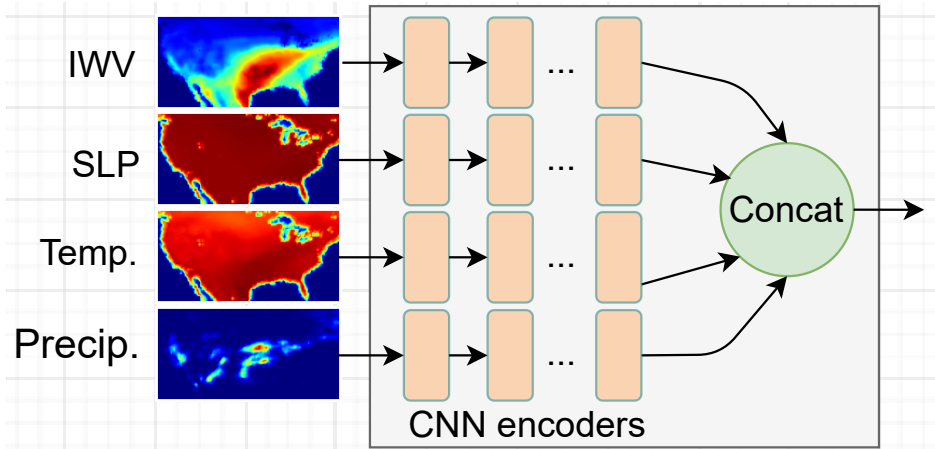 IWV
...
SLP
...
Concat
Temp.
...
Precip.
...
CNN encoders